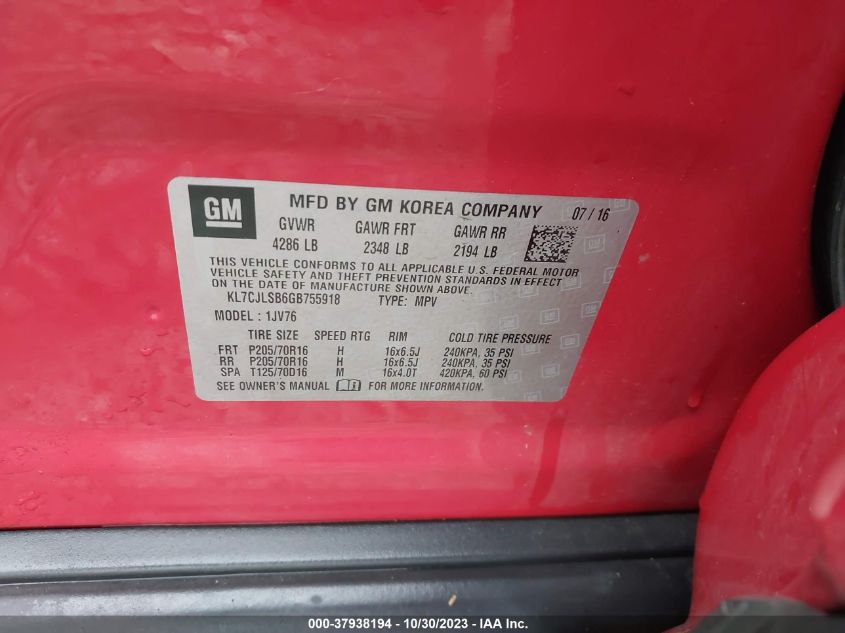 GM
MFD BY GM KOREA COMPANY 07/16
GVWR GAWR FRT GAWR RR
4286 LB 2348 LB 2194 LB
THIS VEHICLE CONFORMS TO ALL APPLICABLE U.S. FEDERAL MOTOR
VEHICLE SAFETY AND THEFT PREVENTION STANDARDS IN EFFECT
ON THE DATE OF MANUFACTURE SHOWN ABOVE.
KL7CJLSB6GB755918 TYPE: MPV
MODEL: 1JV76
TIRE SIZE SPEED RTG RIM COLD TIRE PRESSURE
FRT P205/70R16 H 16x6.5J 240KPA, 35 PSI
RR P205/70R16 H 16x6.5J 240KPA, 35 PSI
SPA T125/70D16 M 16x4.0T 420KPA, 60 PSI
SEE OWNER'S MANUAL FOR MORE INFORMATION.
000-37938194 - 10/30/2023 - USED FOR IAA INC.